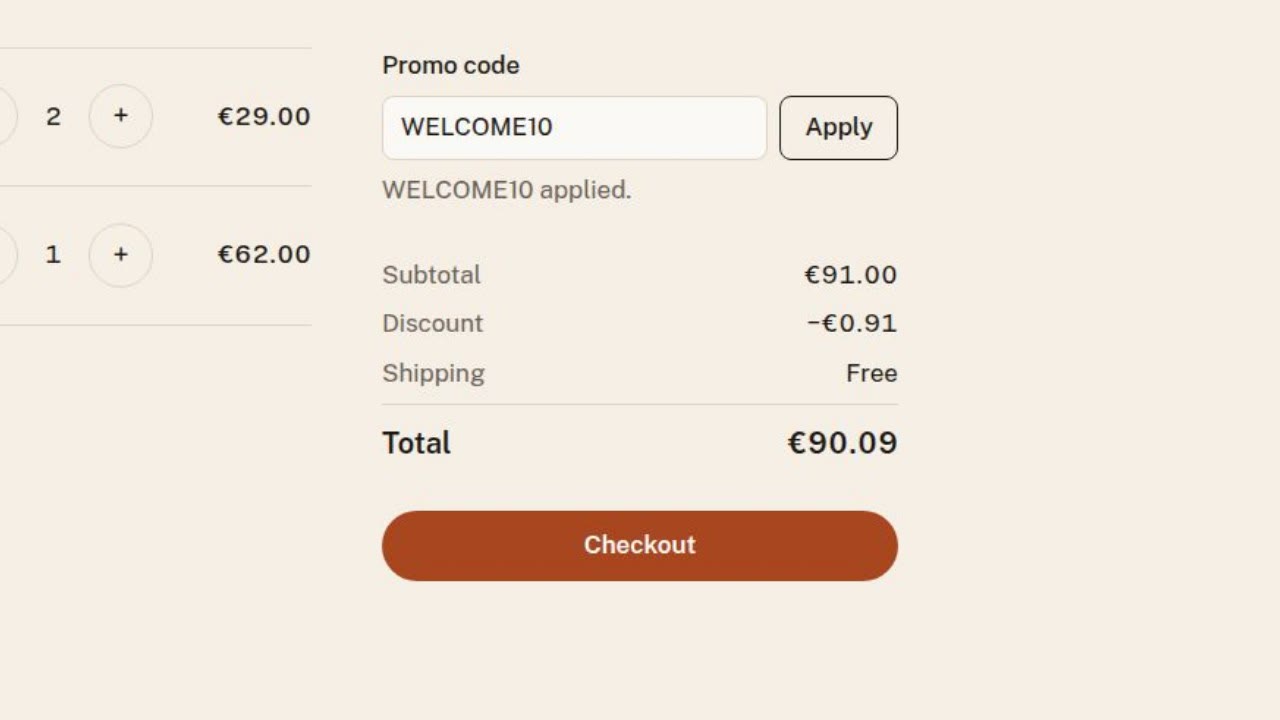 2 + €29.00
1 + €62.00
Promo code
WELCOME10 Apply
WELCOME10 applied.
Subtotal €91.00
Discount −€0.91
Shipping Free
Total €90.09
Checkout